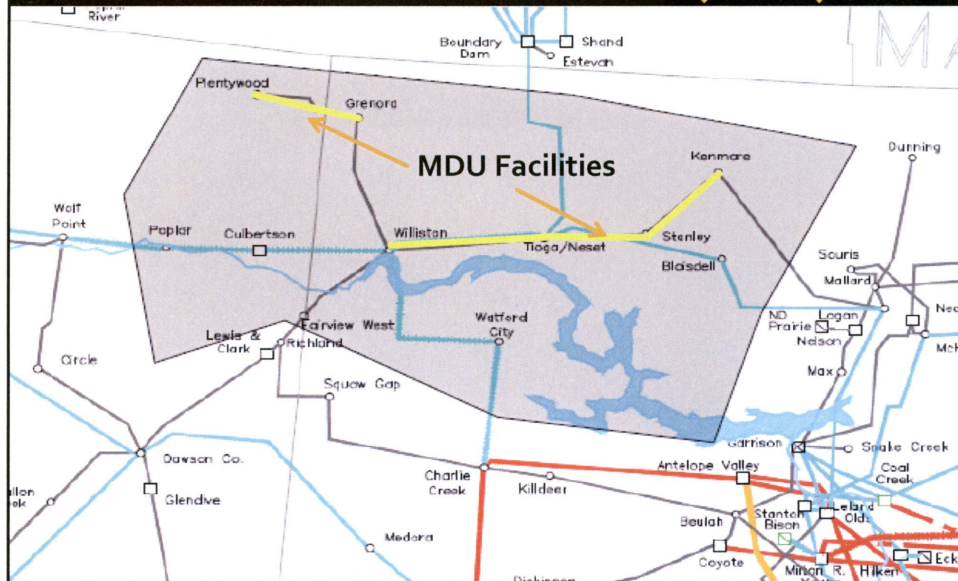 River
Boundary
Dam
Shand
Estevan
MA
Plentywood
Grenora
MDU Facilities
Kenmare
Dunning
Wolf
Point
Poplar
Culbertson
Williston
Tioga/Neset
Stanley
Blaisdell
Souris
Mallard
Fairview West
Watford
City
ND
Prairie
Logan
Nelson
Max
Lewis &
Clark
Richland
Circle
Squaw Gap
Garrison
Snake Creek
Dawson Co.
Charlie
Creek
Killdeer
Antelope Valley
Coal
Creek
Glendive
Stanton
Bison
Leland
Olds
Beulah
Medora
Coyote
Hilken
Eck